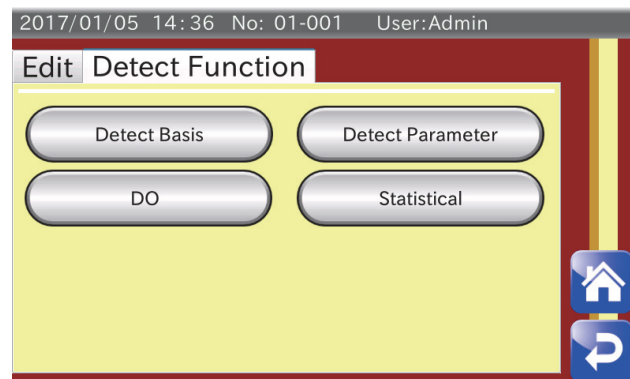 2017/01/05 14:36 No: 01-001 User:Admin
Edit Detect Function
Detect Basis Detect Parameter
DO Statistical